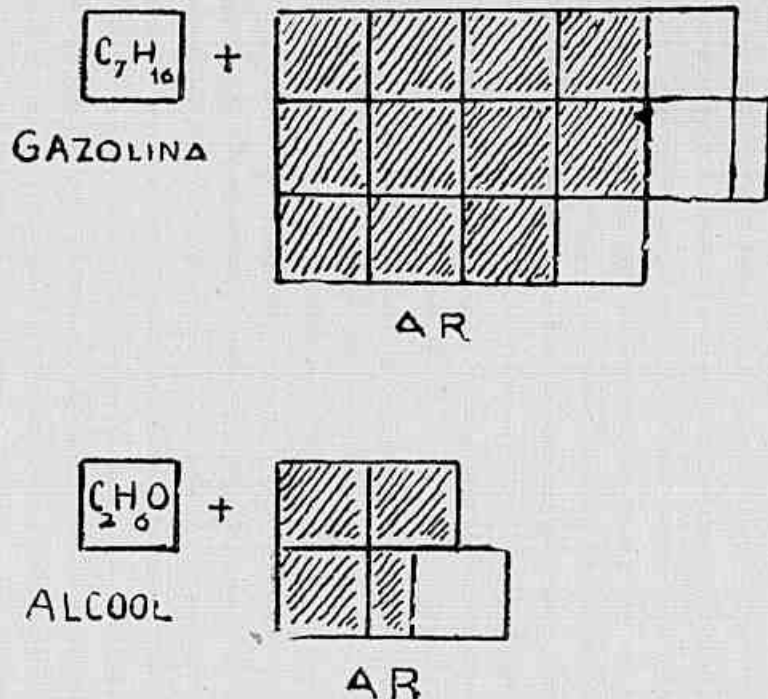 C₇H₁₆ +
GAZOLINA
AR
C₂H₆O +
ALCOOL
AR